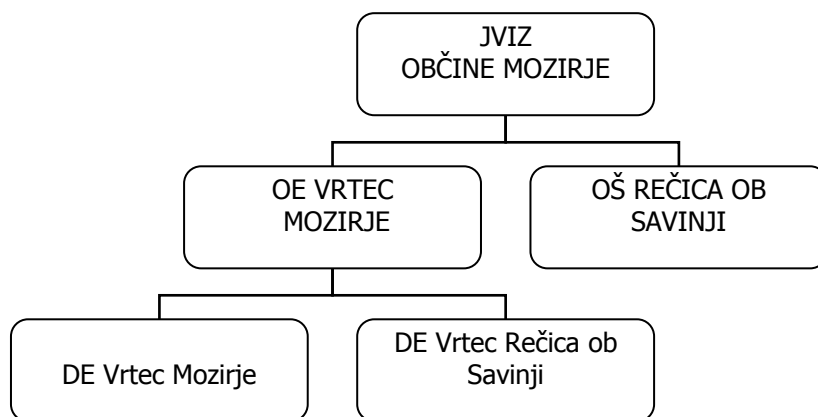 JVIZ
OBČINE MOZIRJE
OE VRTEC
MOZIRJE
OŠ REČICA OB
SAVINJI
DE Vrtec Mozirje
DE Vrtec Rečica ob
Savinji